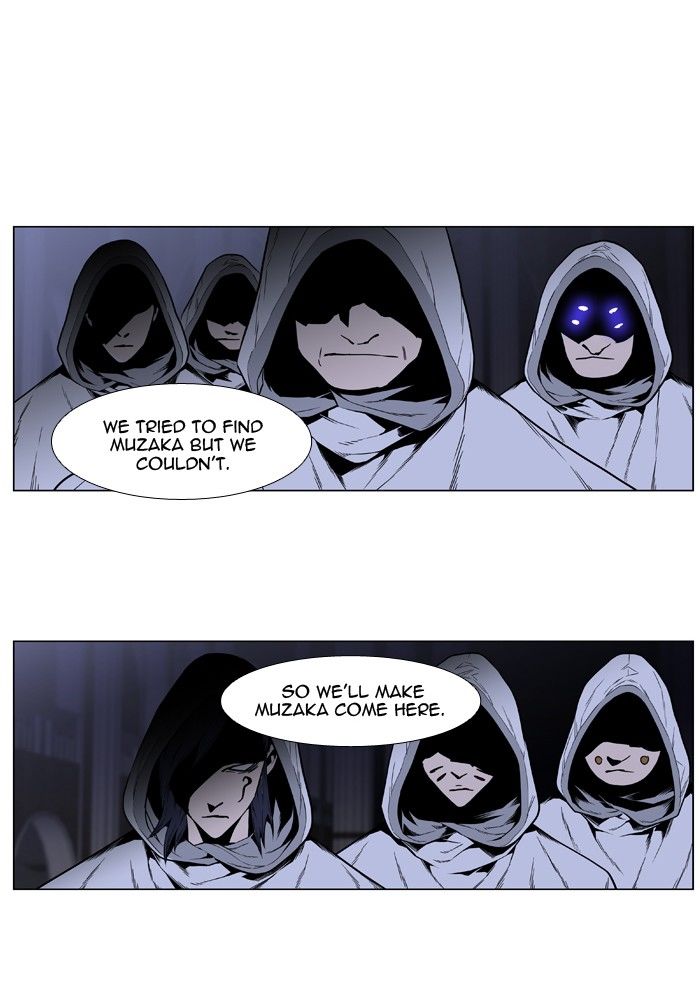 WE TRIED TO FIND
MUZAKA BUT WE
COULDN'T.
SO WE'LL MAKE
MUZAKA COME HERE.